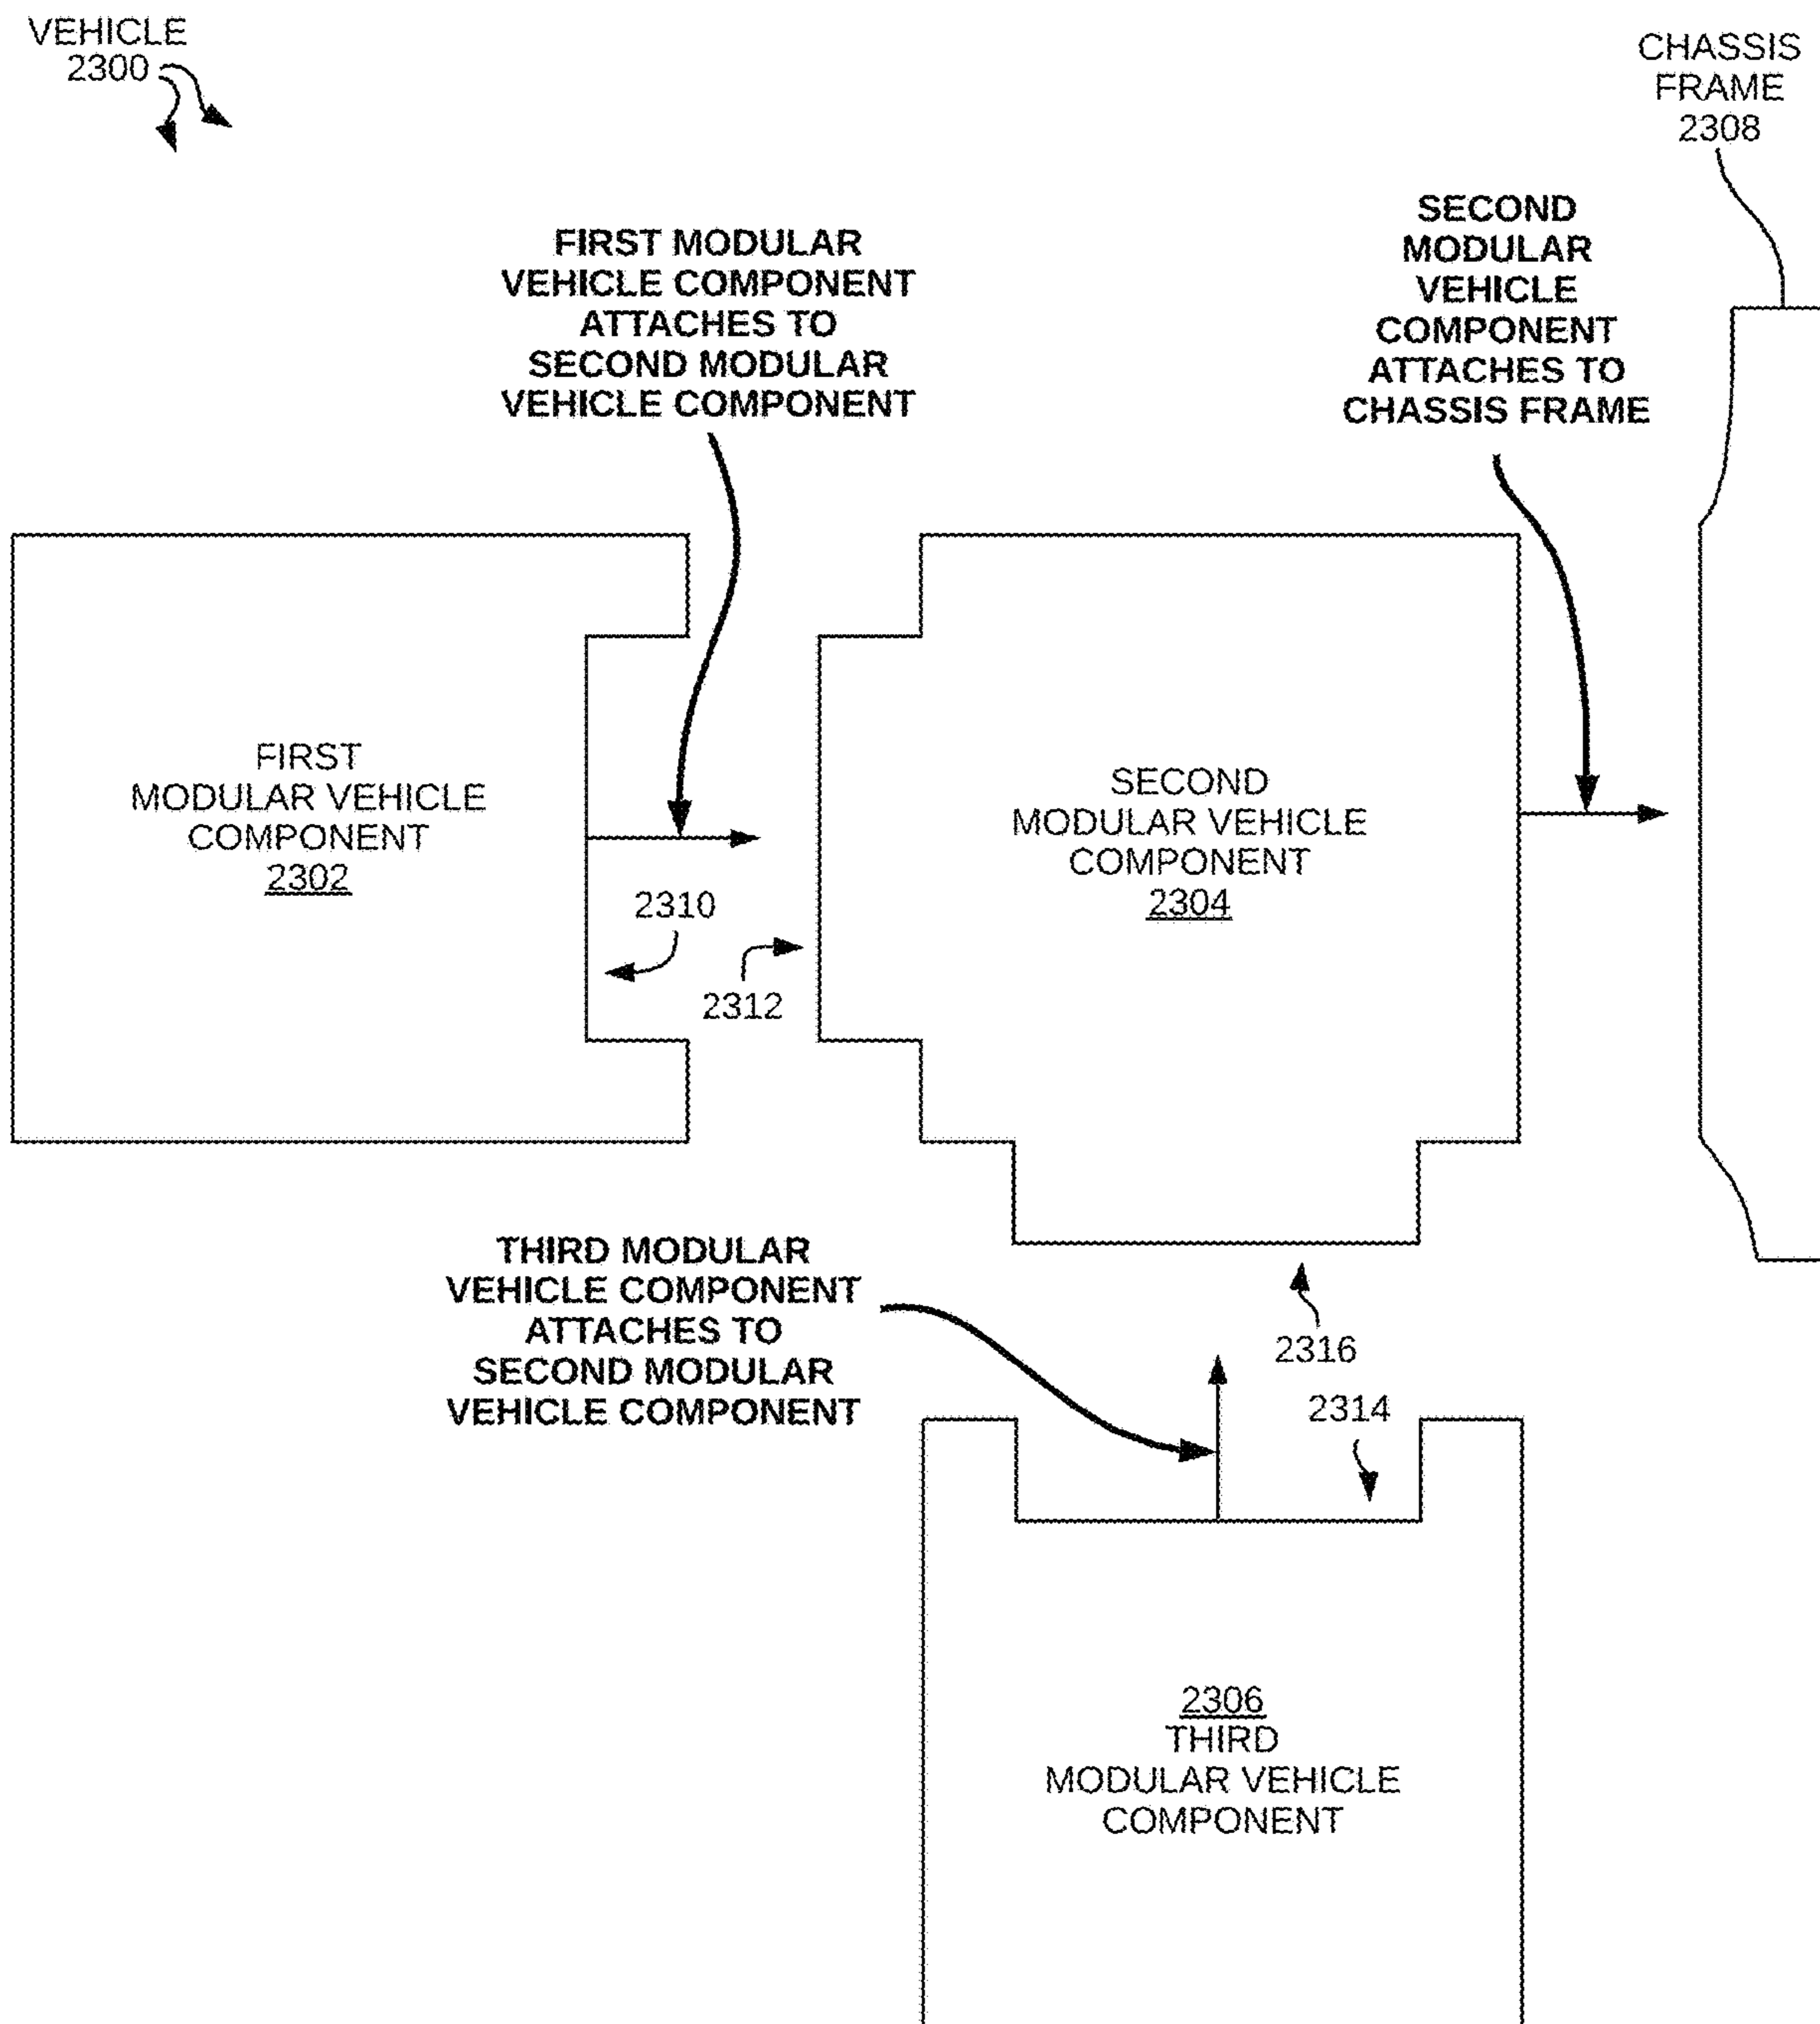 VEHICLE
2300
CHASSIS
FRAME
2308
FIRST MODULAR
VEHICLE COMPONENT
ATTACHES TO
SECOND MODULAR
VEHICLE COMPONENT
SECOND
MODULAR
VEHICLE
COMPONENT
ATTACHES TO
CHASSIS FRAME
FIRST
MODULAR VEHICLE
COMPONENT
2302
2310
2312
SECOND
MODULAR VEHICLE
COMPONENT
2304
THIRD MODULAR
VEHICLE COMPONENT
ATTACHES TO
SECOND MODULAR
VEHICLE COMPONENT
2316
2314
2306
THIRD
MODULAR VEHICLE
COMPONENT